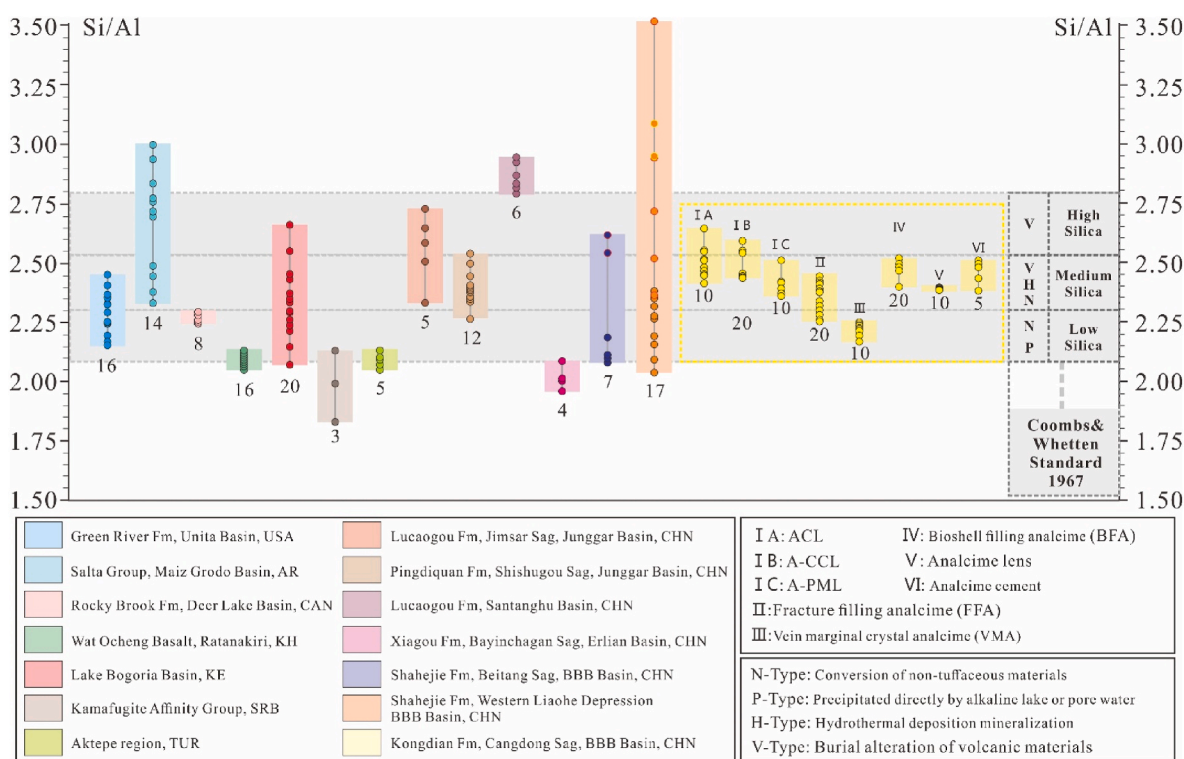 Si/Al
Si/Al
3.50
3.25
3.00
2.75
2.50
2.25
2.00
1.75
1.50
3.50
3.25
3.00
2.75
2.50
2.25
2.00
1.75
1.50
16
14
8
16
20
3
5
5
12
6
4
7
17
I A
10
I B
20
I C
10
II
20
III
10
IV
20
V
10
VI
5
V
High
Silica
V
H
N
Medium
Silica
N
P
Low
Silica
Coombs&
Whetten
Standard
1967
Green River Fm, Unita Basin, USA
Salta Group, Maiz Grodo Basin, AR
Rocky Brook Fm, Deer Lake Basin, CAN
Wat Ocheng Basalt, Ratanakiri, KH
Lake Bogoria Basin, KE
Kamafugite Affinity Group, SRB
Aktepe region, TUR
Lucaogou Fm, Jimsar Sag, Junggar Basin, CHN
Pingdiquan Fm, Shishugou Sag, Junggar Basin, CHN
Lucaogou Fm, Santanghu Basin, CHN
Xiagou Fm, Bayinchagan Sag, Erlian Basin, CHN
Shahejie Fm, Beitang Sag, BBB Basin, CHN
Shahejie Fm, Western Liaohe Depression
BBB Basin, CHN
Kongdian Fm, Cangdong Sag, BBB Basin, CHN
I A: ACL
I B: A-CCL
I C: A-PML
II:Fracture filling analcime (FFA)
III:Vein marginal crystal analcime (VMA)
IV: Bioshell filling analcime (BFA)
V: Analcime lens
VI: Analcime cement
N-Type: Conversion of non-tuffaceous materials
P-Type: Precipitated directly by alkaline lake or pore water
H-Type: Hydrothermal deposition mineralization
V-Type: Burial alteration of volcanic materials